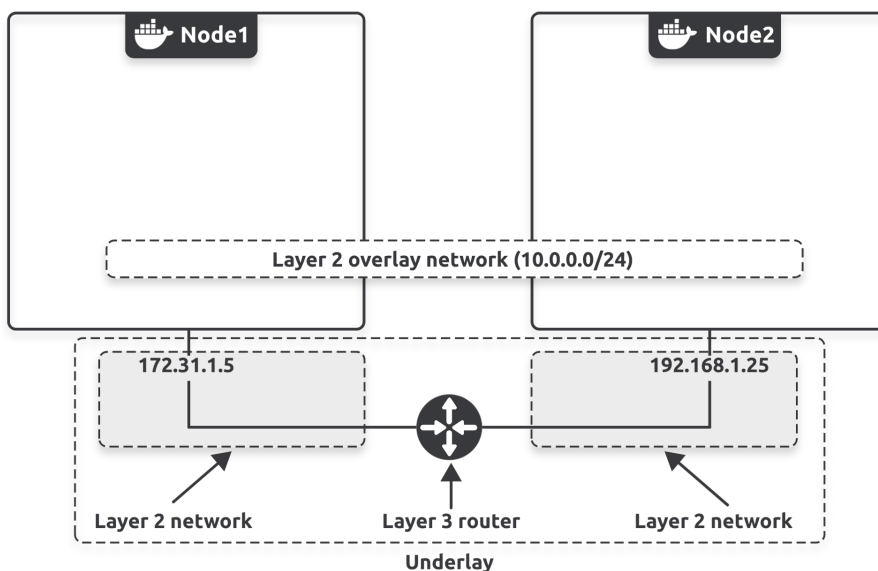 Node1
Node2
Layer 2 overlay network (10.0.0.0/24)
172.31.1.5
192.168.1.25
Layer 2 network
Layer 3 router
Layer 2 network
Underlay